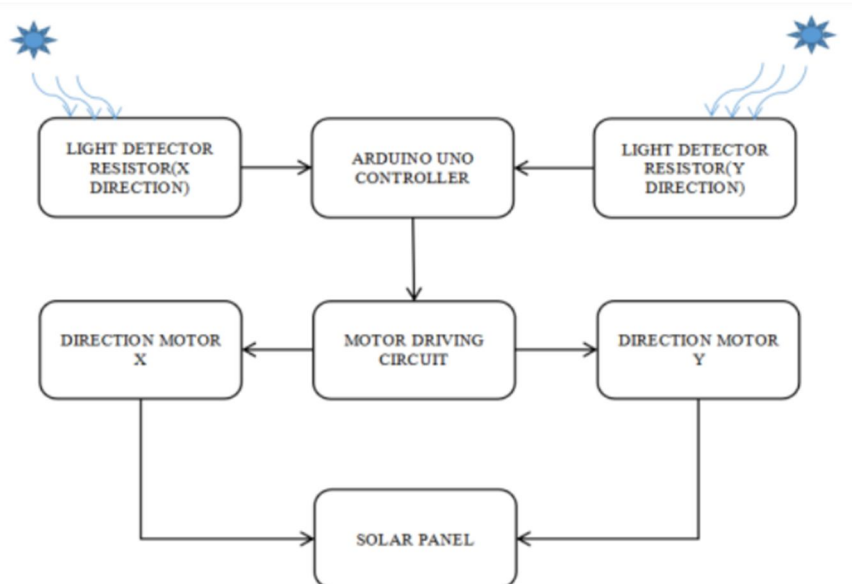 LIGHT DETECTOR
RESISTOR(X
DIRECTION)
ARDUINO UNO
CONTROLLER
LIGHT DETECTOR
RESISTOR(Y
DIRECTION)
DIRECTION MOTOR
X
MOTOR DRIVING
CIRCUIT
DIRECTION MOTOR
Y
SOLAR PANEL